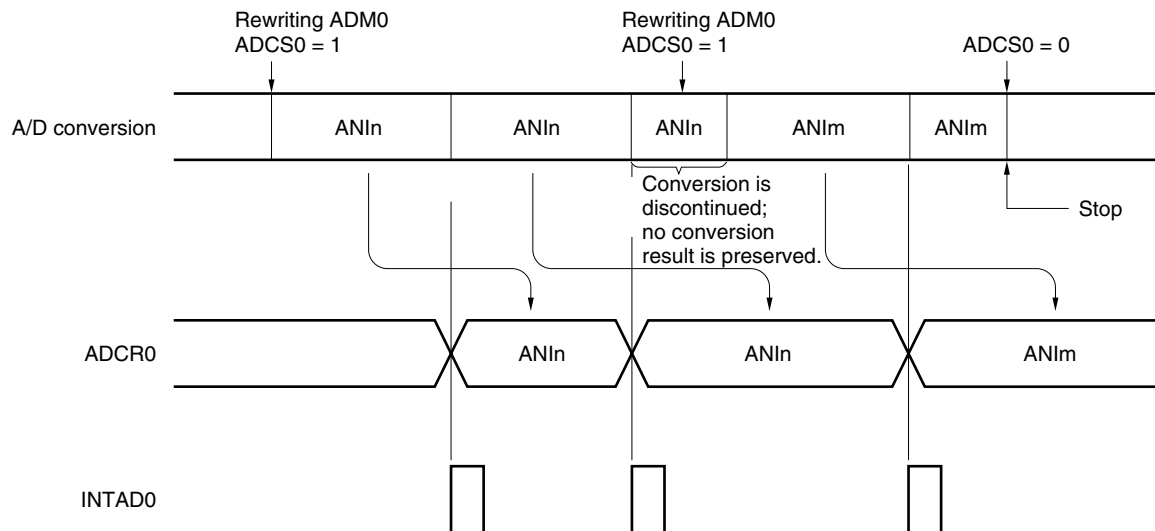 Rewriting ADM0
ADCS0 = 1
Rewriting ADM0
ADCS0 = 1
ADCS0 = 0
A/D conversion
ANIn
ANIn
ANIn
ANIm
ANIm
Conversion is
discontinued;
no conversion
result is preserved.
Stop
ADCR0
ANIn
ANIn
ANIm
INTAD0